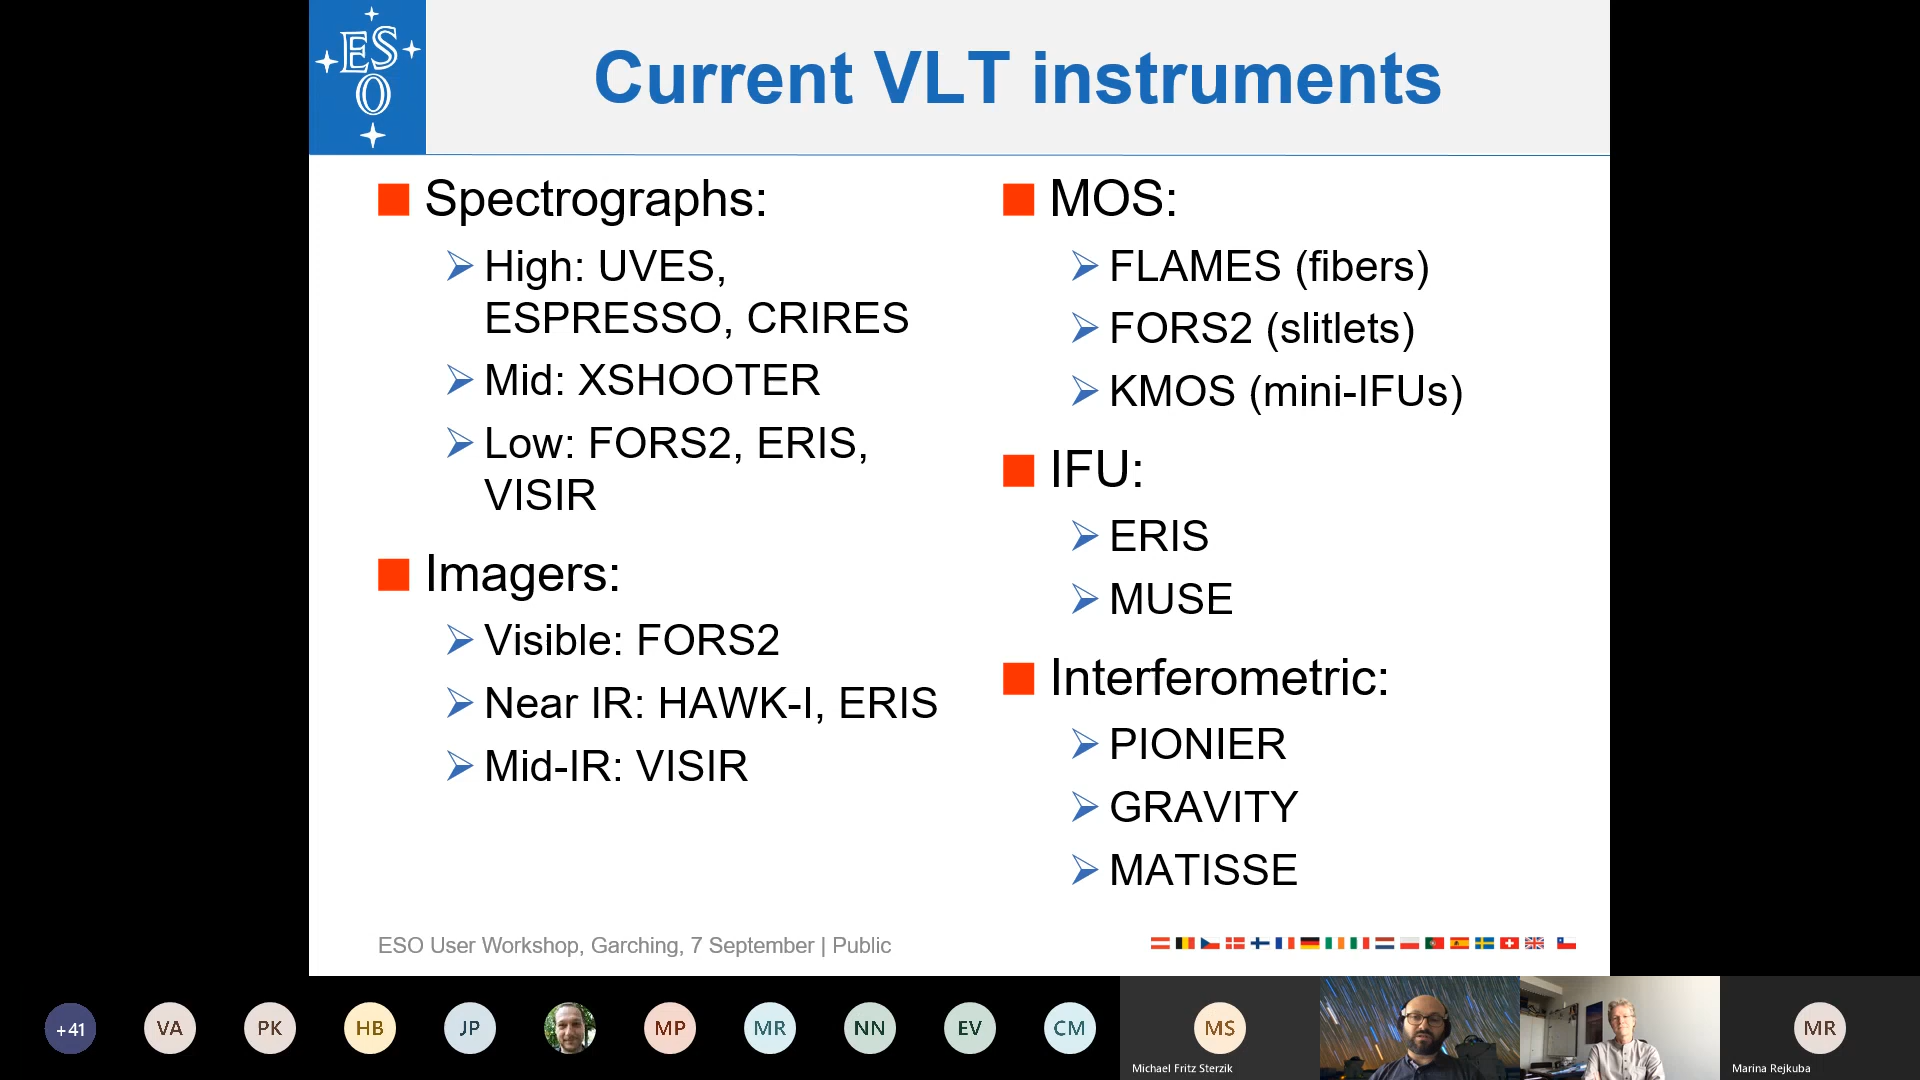 ES
O
Current VLT instruments
Spectrographs:
High: UVES,
ESPRESSO, CRIRES
Mid: XSHOOTER
Low: FORS2, ERIS,
VISIR
Imagers:
Visible: FORS2
Near IR: HAWK-I, ERIS
Mid-IR: VISIR
MOS:
FLAMES (fibers)
FORS2 (slitlets)
KMOS (mini-IFUs)
IFU:
ERIS
MUSE
Interferometric:
PIONIER
GRAVITY
MATISSE
ESO User Workshop, Garching, 7 September | Public
+41
VA
PK
HB
JP
MP
MR
NN
EV
CM
MS
Michael Fritz Sterzik
MR
Marina Rejkuba